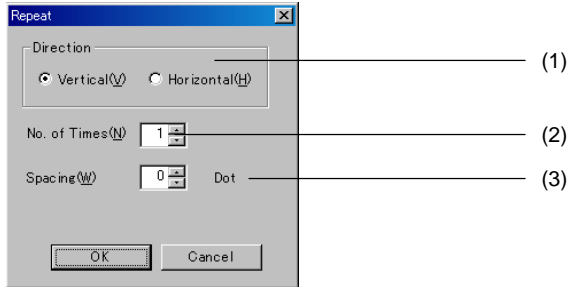 Repeat
Direction
Vertical(V) Horizontal(H) (1)
No. of Times(N) 1 (2)
Spacing(W) 0 Dot (3)
OK Cancel